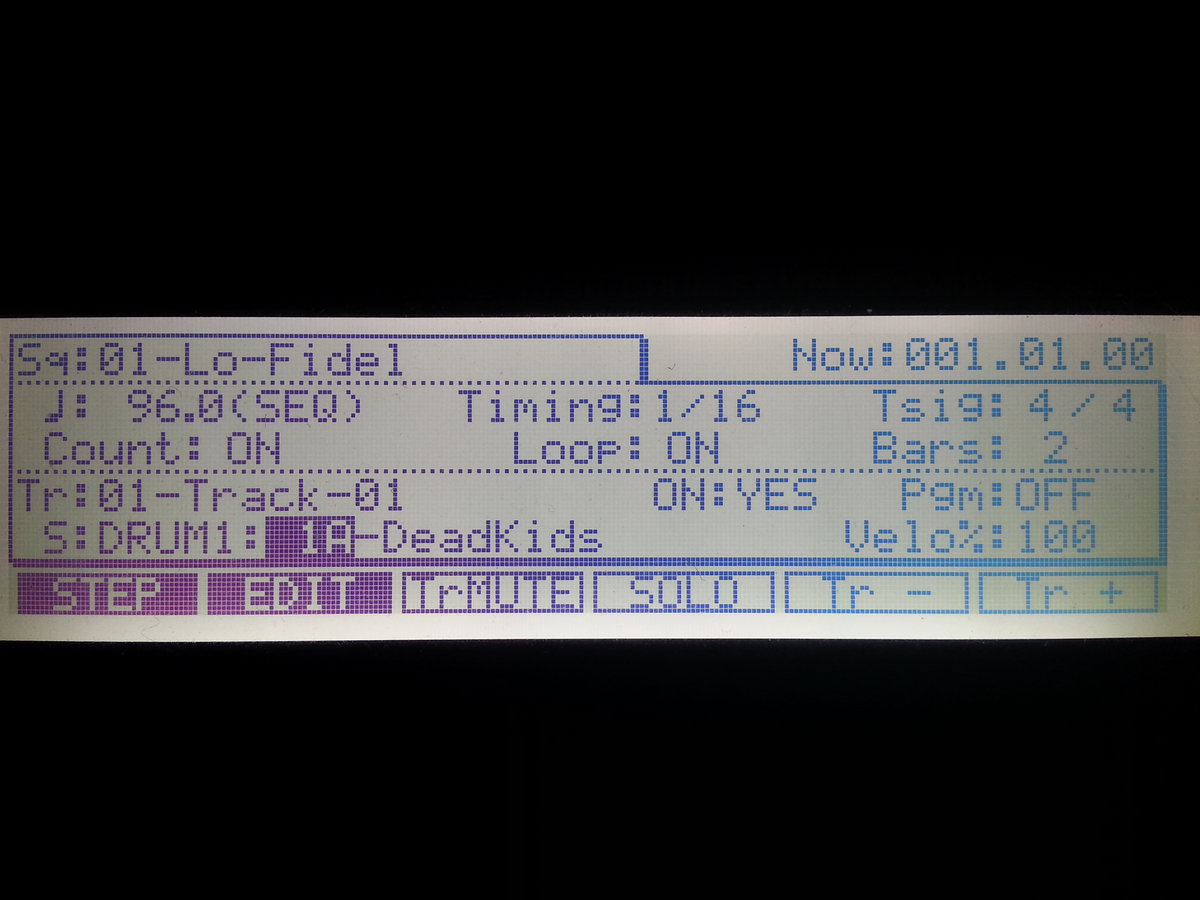 Sq:01-Lo-Fidel Now:001.01.00
♩: 96.0(SEQ) Timing:1/16 Tsig: 4/4
Count: ON Loop: ON Bars: 2
Tr:01-Track-01 ON:YES Pgm:OFF
S:DRUM1: 1A-DeadKids Velo%:100
STEP EDIT TrMUTE SOLO Tr - Tr +